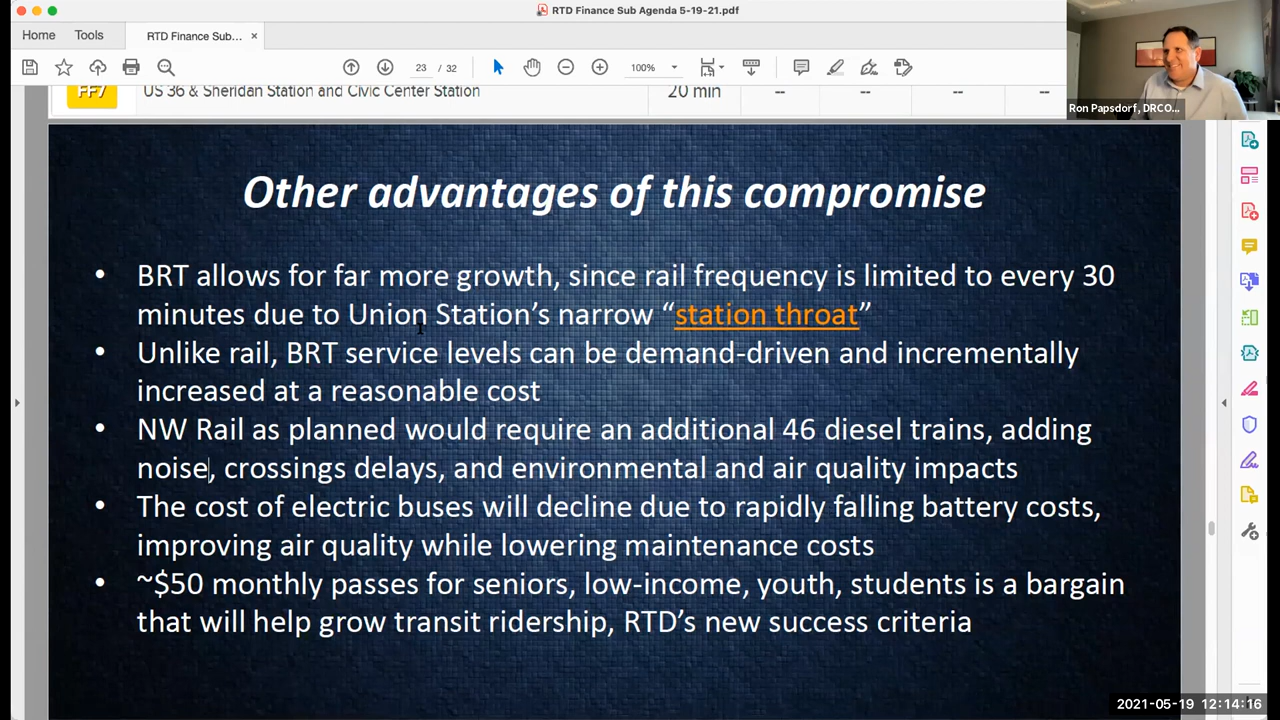 RTD Finance Sub Agenda 5-19-21.pdf
Home Tools RTD Finance Sub... ×
23 / 32 100%
FF7 US 36 & Sheridan Station and Civic Center Station 20 min -- -- -- --
Ron Papsdorf, DRCO...
Other advantages of this compromise
• BRT allows for far more growth, since rail frequency is limited to every 30
minutes due to Union Station’s narrow “station throat”
• Unlike rail, BRT service levels can be demand-driven and incrementally
increased at a reasonable cost
• NW Rail as planned would require an additional 46 diesel trains, adding
noise, crossings delays, and environmental and air quality impacts
• The cost of electric buses will decline due to rapidly falling battery costs,
improving air quality while lowering maintenance costs
• ~$50 monthly passes for seniors, low-income, youth, students is a bargain
that will help grow transit ridership, RTD’s new success criteria
2021-05-19 12:14:16